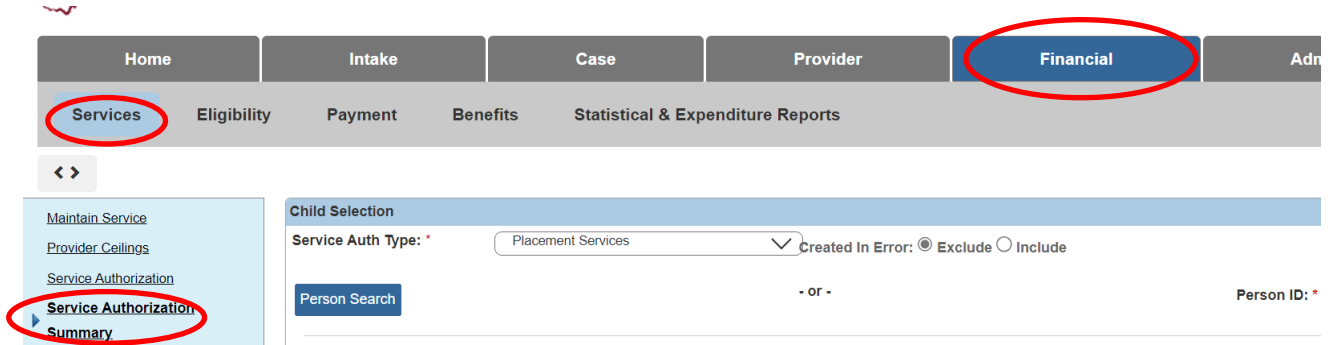 Home Intake Case Provider Financial
Services Eligibility Payment Benefits Statistical & Expenditure Reports
Maintain Service
Provider Ceilings
Service Authorization
Service Authorization
Summary
Child Selection
Service Auth Type: * Placement Services Created In Error: Exclude Include
Person Search - or - Person ID: *